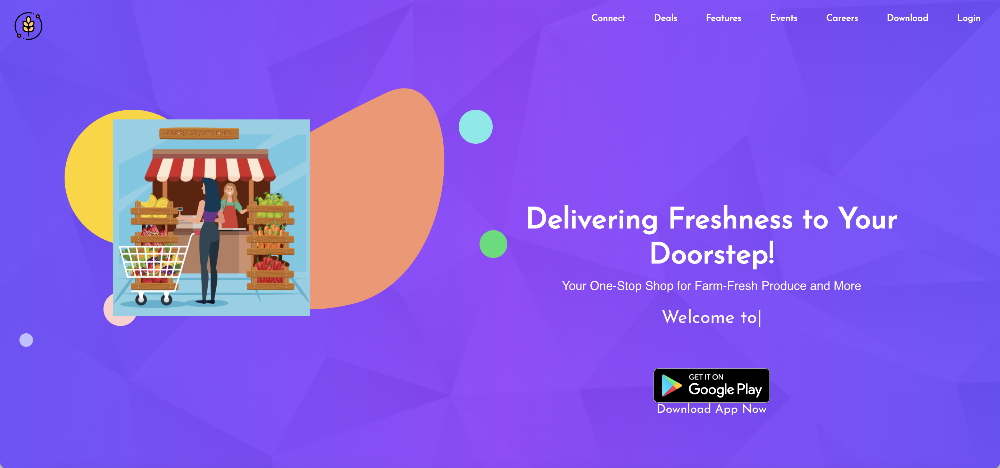 Connect Deals Features Events Careers Download Login
FRESH VEGETABLES
Delivering Freshness to Your
Doorstep!
Your One-Stop Shop for Farm-Fresh Produce and More
Welcome to|
GET IT ON
Google Play
Download App Now